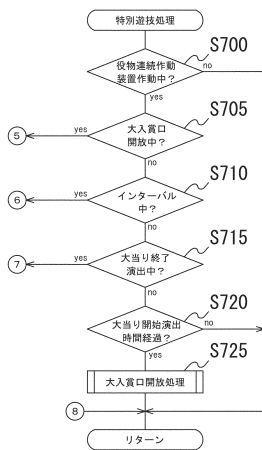 特別遊技処理
S700
役物連続作動
装置作動中？
no
yes
S705
大入賞口
開放中？
yes
⑤
no
S710
インターバル
中？
yes
⑥
no
S715
大当り終了
演出中？
yes
⑦
no
S720
大当り開始演出
時間経過？
no
yes
S725
大入賞口開放処理
⑧
リターン